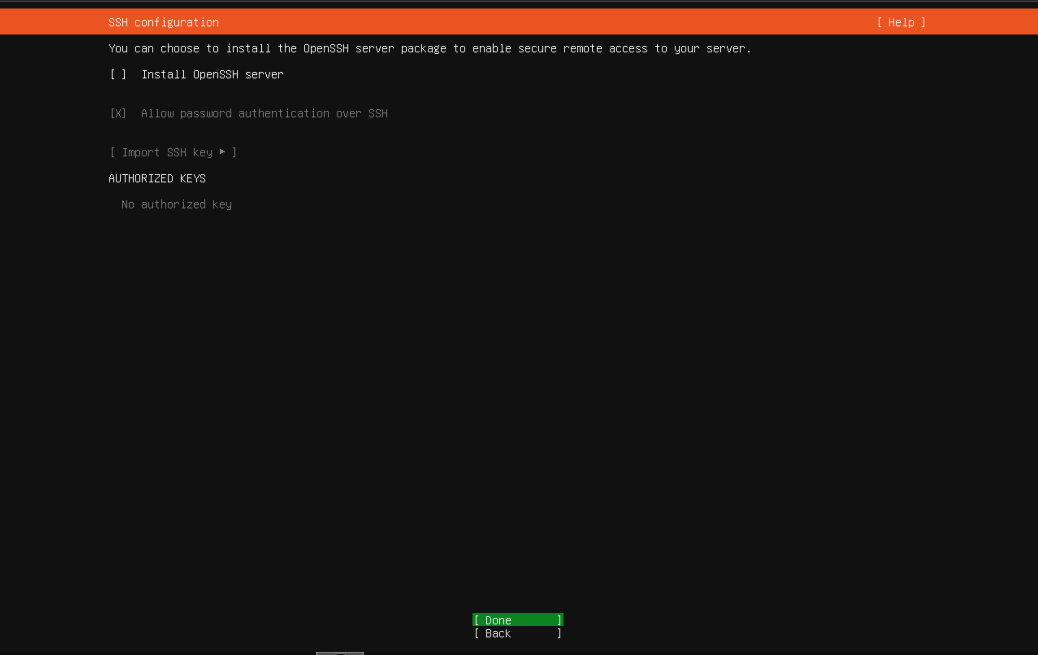 SSH configuration [ Help ]
You can choose to install the OpenSSH server package to enable secure remote access to your server.
[ ] Install OpenSSH server
[X] Allow password authentication over SSH
[ Import SSH key ▸ ]
AUTHORIZED KEYS
No authorized key
[ Done ]
[ Back ]